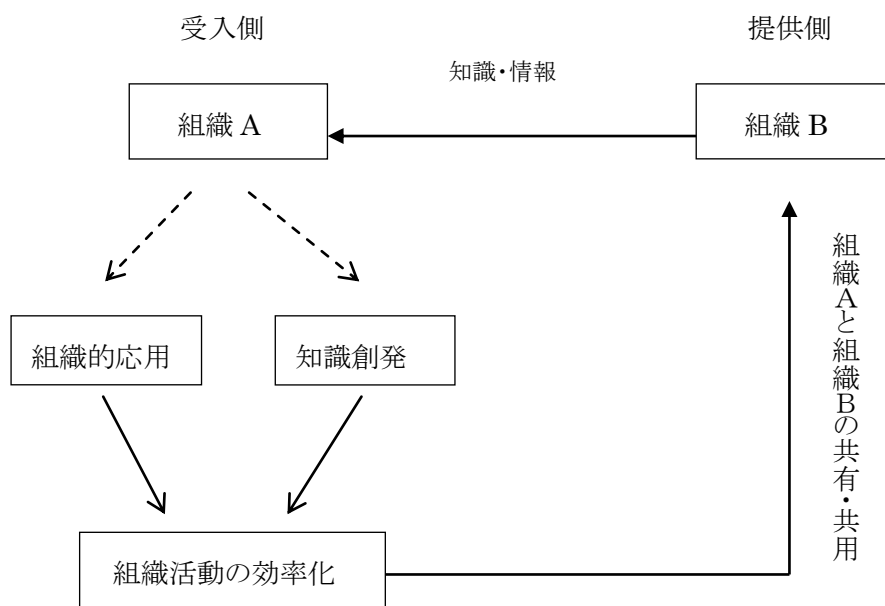 受入側
提供側
知識・情報
組織 A
組織 B
組織Aと組織Bの共有・共用
組織的応用
知識創発
組織活動の効率化